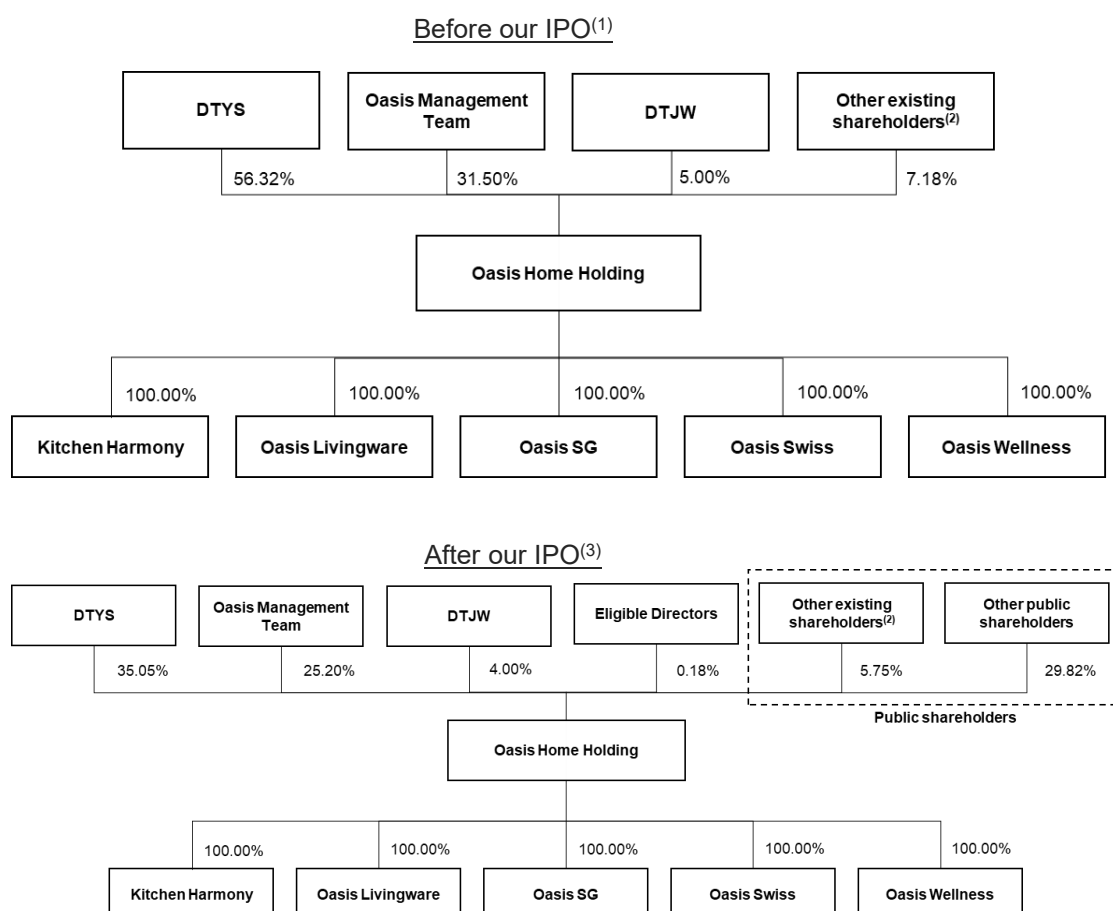 Before our IPO(1)
DTYS
Oasis Management
Team
DTJW
Other existing
shareholders(2)
56.32%
31.50%
5.00%
7.18%
Oasis Home Holding
100.00%
100.00%
100.00%
100.00%
100.00%
Kitchen Harmony
Oasis Livingware
Oasis SG
Oasis Swiss
Oasis Wellness
After our IPO(3)
DTYS
Oasis Management
Team
DTJW
Eligible Directors
Other existing
shareholders(2)
Other public
shareholders
35.05%
25.20%
4.00%
0.18%
5.75%
29.82%
Public shareholders
Oasis Home Holding
100.00%
100.00%
100.00%
100.00%
100.00%
Kitchen Harmony
Oasis Livingware
Oasis SG
Oasis Swiss
Oasis Wellness